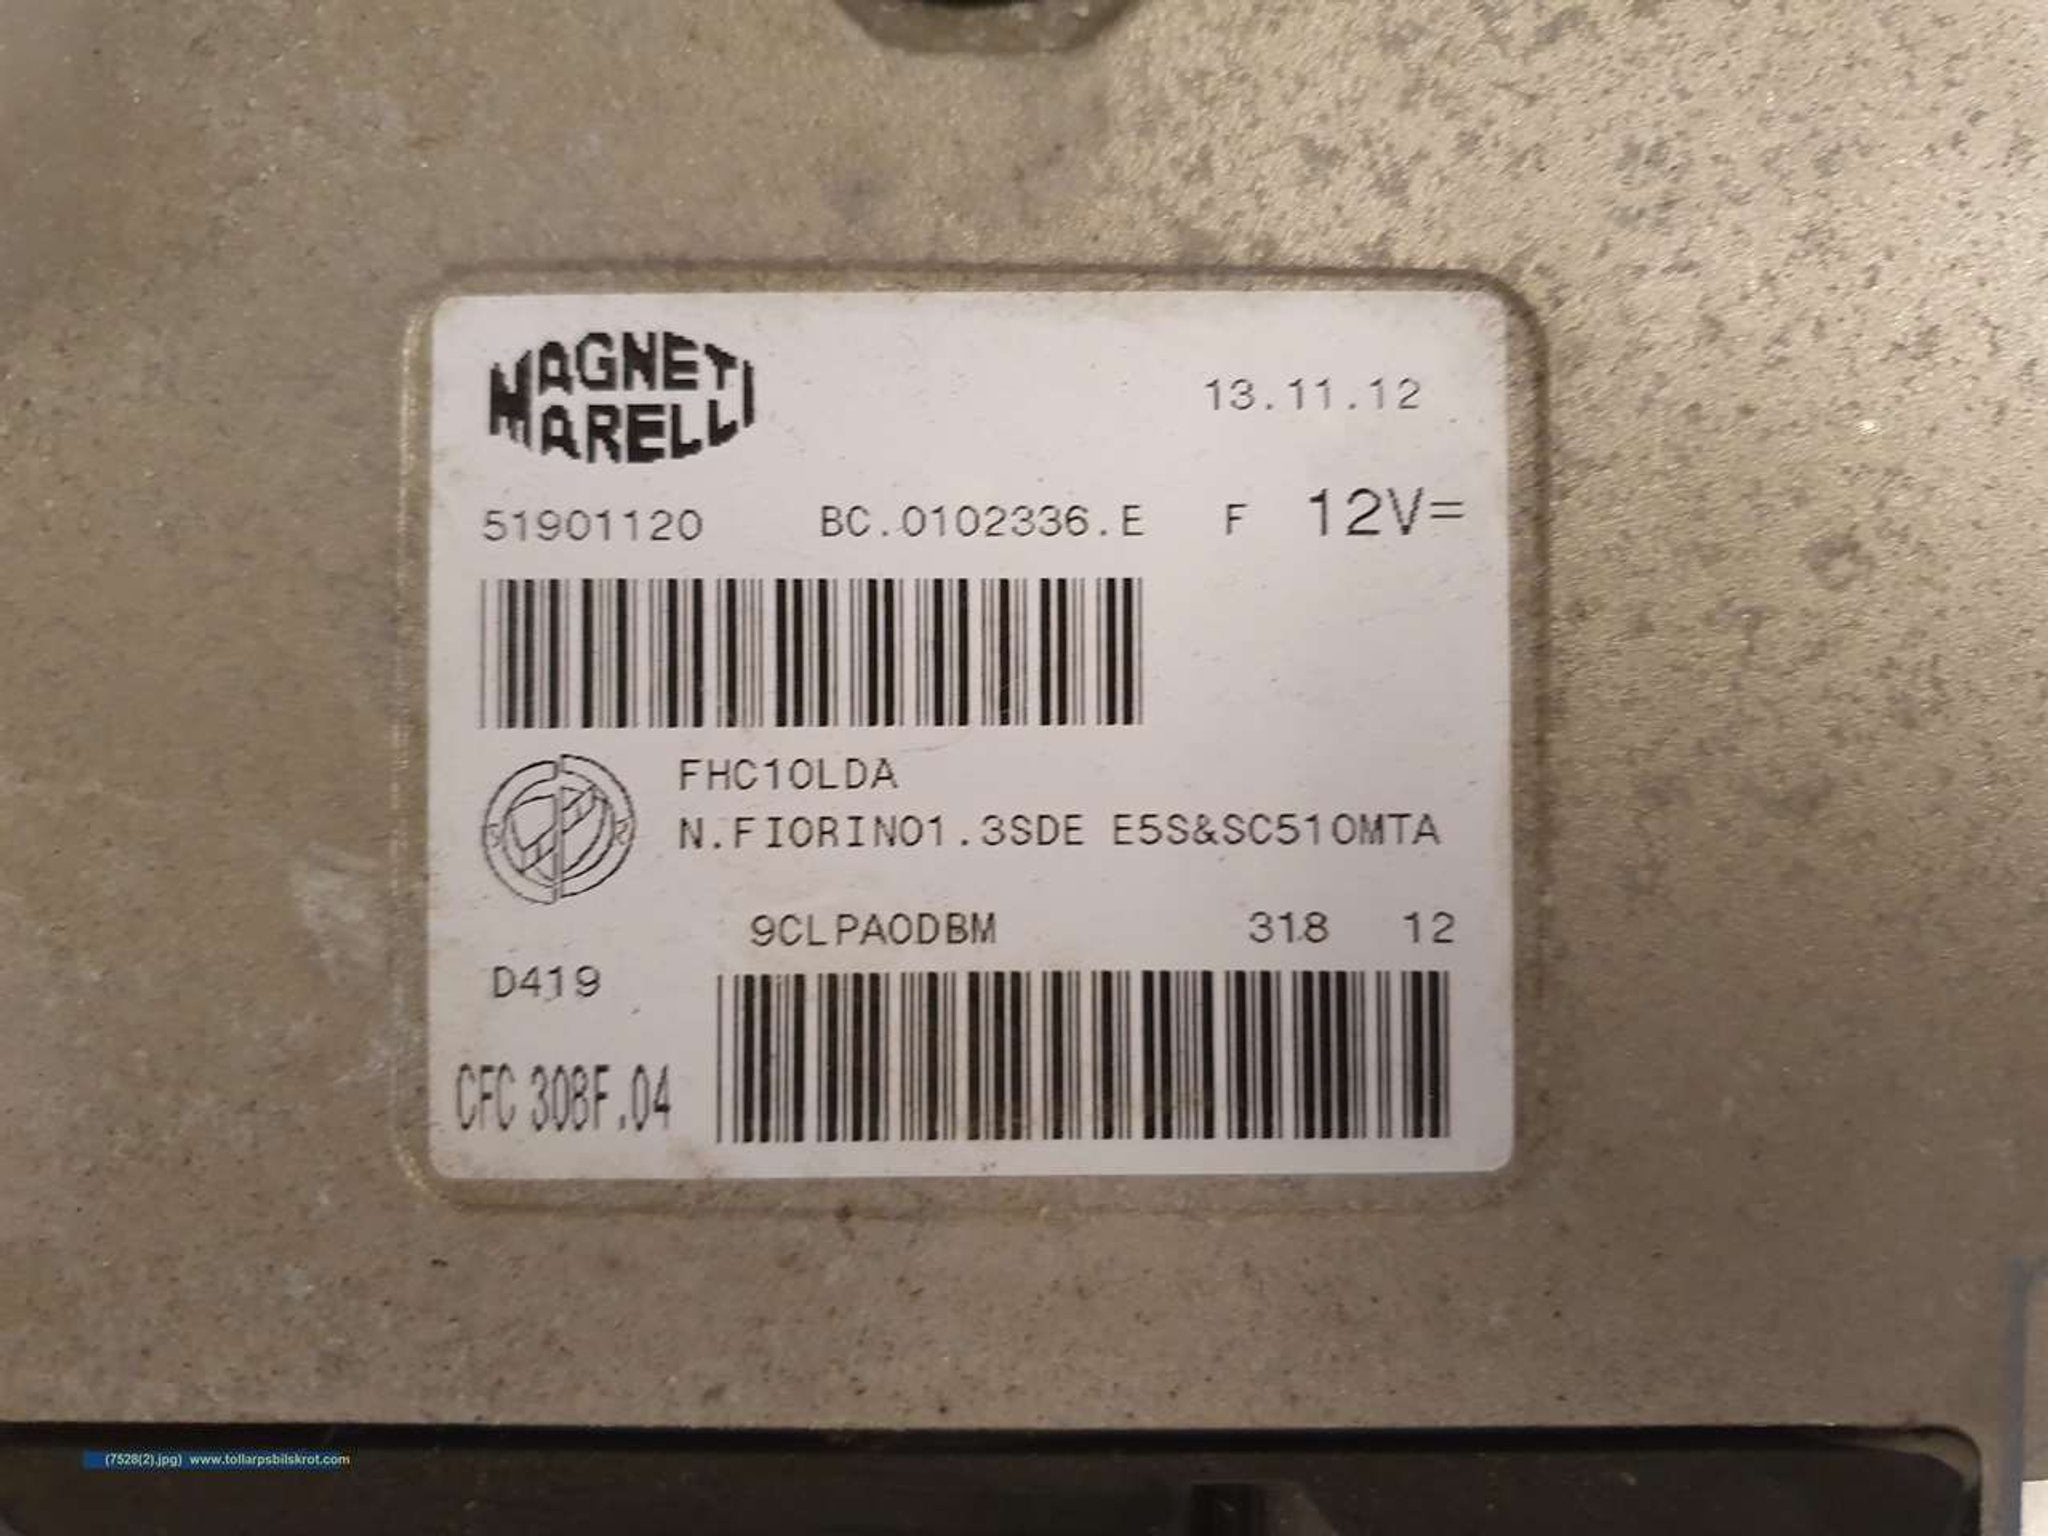 MAGNETI
MARELLI
13.11.12
51901120 BC.0102336.E F 12V=
FHC10LDA
N.FIORINO1.3SDE E5S&SC510MTA
9CLPAODBM 318 12
D419
CFC 308F.04
(7528(2).jpg) www.tollarpsbilskrot.com